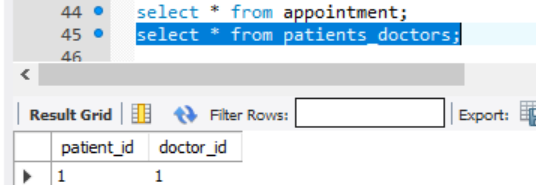 44 select * from appointment;
45 select * from patients_doctors;
46
Result Grid Filter Rows: Export:
patient_id doctor_id
1 1